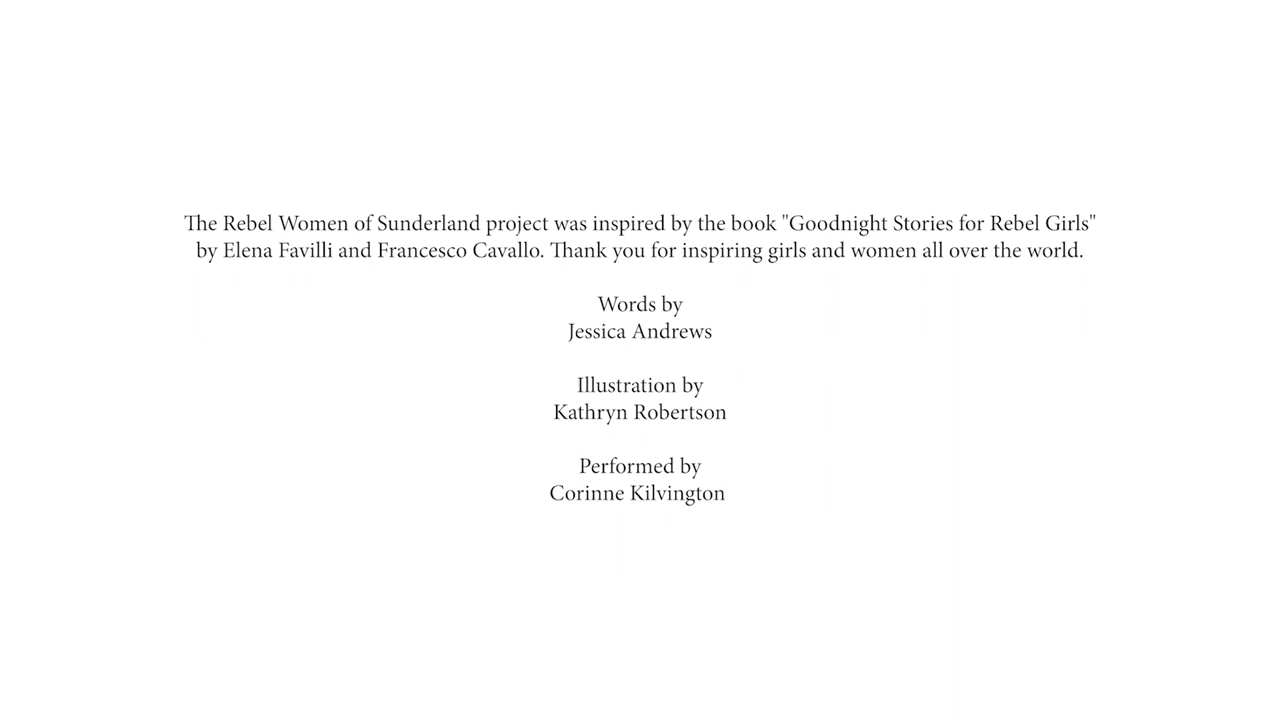 The Rebel Women of Sunderland project was inspired by the book "Goodnight Stories for Rebel Girls"
by Elena Favilli and Francesco Cavallo. Thank you for inspiring girls and women all over the world.
Words by
Jessica Andrews
Illustration by
Kathryn Robertson
Performed by
Corinne Kilvington